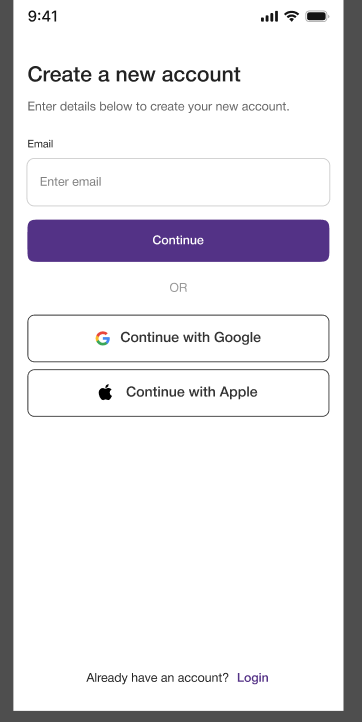 9:41
Create a new account
Enter details below to create your new account.
Email
Enter email
Continue
OR
Continue with Google
Continue with Apple
Already have an account? Login